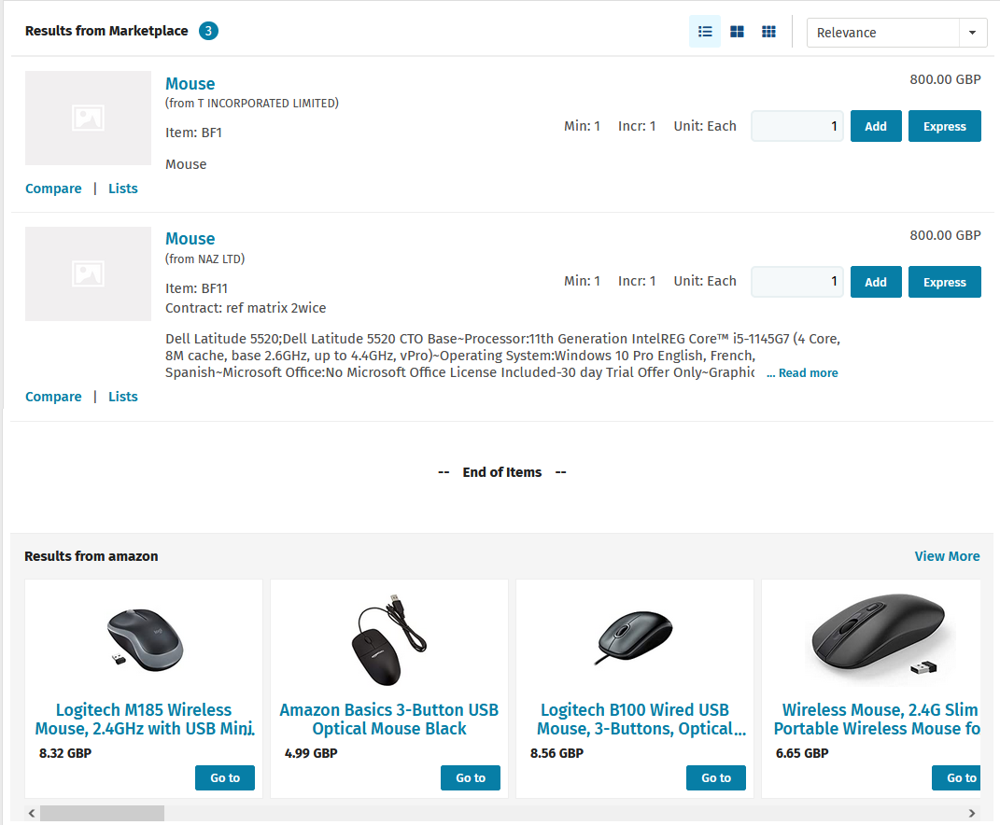 Results from Marketplace 3
Relevance
Mouse
800.00 GBP
(from T INCORPORATED LIMITED)
Item: BF1
Min: 1 Incr: 1 Unit: Each 1 Add Express
Mouse
Compare | Lists
Mouse
800.00 GBP
(from NAZ LTD)
Item: BF11
Min: 1 Incr: 1 Unit: Each 1 Add Express
Contract: ref matrix 2wice
Dell Latitude 5520;Dell Latitude 5520 CTO Base~Processor:11th Generation IntelREG Core™ i5-1145G7 (4 Core,
8M cache, base 2.6GHz, up to 4.4GHz, vPro)~Operating System:Windows 10 Pro English, French,
Spanish~Microsoft Office:No Microsoft Office License Included-30 day Trial Offer Only~Graphic ... Read more
Compare | Lists
-- End of Items --
Results from amazon
View More
Logitech M185 Wireless
Mouse, 2.4GHz with USB Mini...
8.32 GBP
Go to
Amazon Basics 3-Button USB
Optical Mouse Black
4.99 GBP
Go to
Logitech B100 Wired USB
Mouse, 3-Buttons, Optical...
8.56 GBP
Go to
Wireless Mouse, 2.4G Slim
Portable Wireless Mouse fo
6.65 GBP
Go to